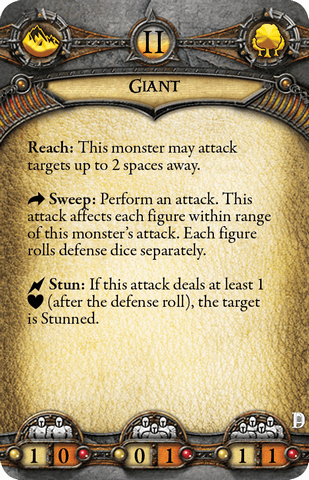 II
GIANT
Reach: This monster may attack
targets up to 2 spaces away.
Sweep: Perform an attack. This
attack affects each figure within range
of this monster's attack. Each figure
rolls defense dice separately.
Stun: If this attack deals at least 1
(after the defense roll), the target
is Stunned.
1 0 0 1 1 1